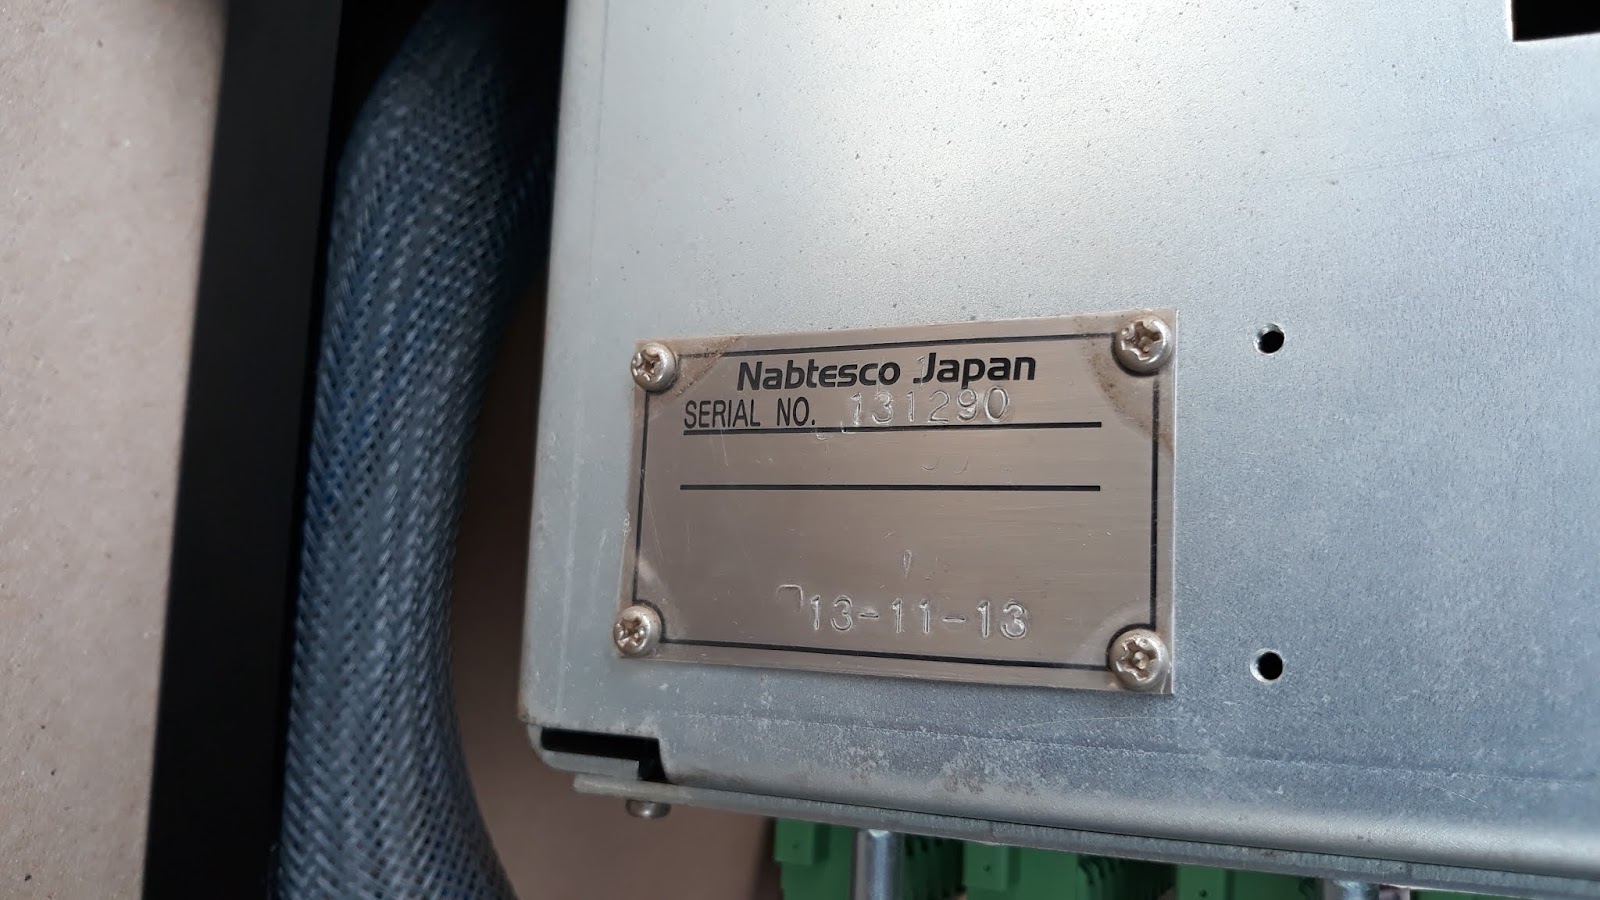 Nabtesco Japan
SERIAL NO. 131290
13-11-13